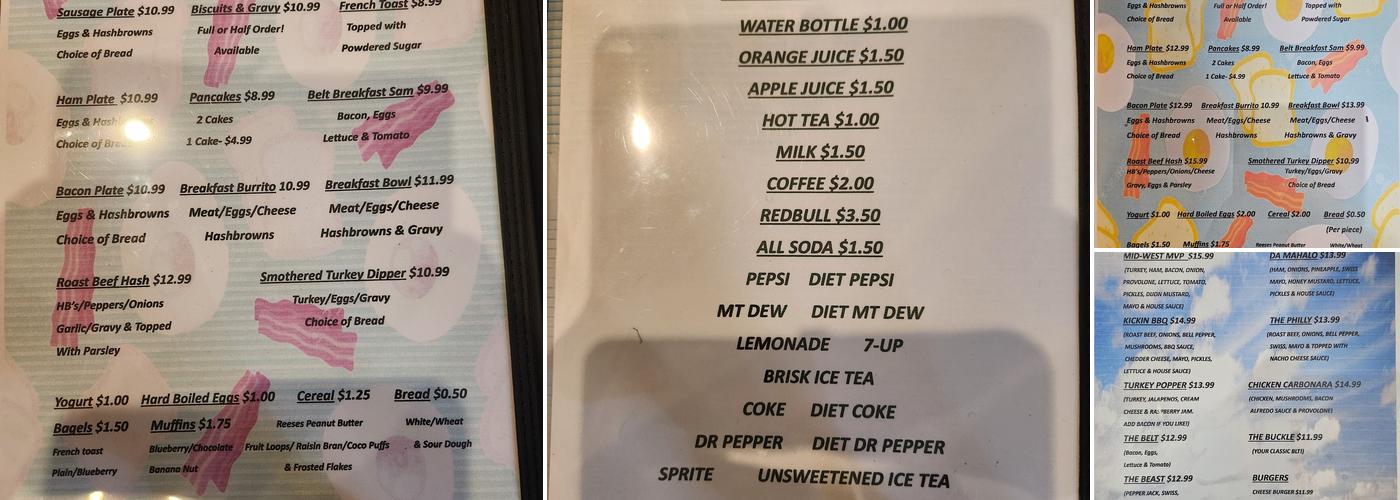 Sausage Plate $10.99 Biscuits & Gravy $10.99 French Toast $8.99
Eggs & Hashbrowns Full or Half Order! Topped with
Choice of Bread Available Powdered Sugar
Ham Plate $10.99 Pancakes $8.99 Belt Breakfast Sam $9.99
Eggs & Hash 2 Cakes Bacon, Eggs
Choice of 1 Cake- $4.99 Lettuce & Tomato
Bacon Plate $10.99 Breakfast Burrito 10.99 Breakfast Bowl $11.99
Eggs & Hashbrowns Meat/Eggs/Cheese Meat/Eggs/Cheese
Choice of Bread Hashbrowns Hashbrowns & Gravy
Roast Beef Hash $12.99 Smothered Turkey Dipper $10.99
HB's/Peppers/Onions Turkey/Eggs/Gravy
Garlic/Gravy & Topped Choice of Bread
With Parsley
Yogurt $1.00 Hard Boiled Eggs $1.00 Cereal $1.25 Bread $0.50
Bagels $1.50 Muffins $1.75 Reeses Peanut Butter White/Wheat
French toast Blueberry/Chocolate Fruit Loops/ Raisin Bran/Coco Puffs & Sour Dough
Plain/Blueberry Banana Nut & Frosted Flakes
WATER BOTTLE $1.00
ORANGE JUICE $1.50
APPLE JUICE $1.50
HOT TEA $1.00
MILK $1.50
COFFEE $2.00
REDBULL $3.50
ALL SODA $1.50
PEPSI DIET PEPSI
MT DEW DIET MT DEW
LEMONADE 7-UP
BRISK ICE TEA
COKE DIET COKE
DR PEPPER DIET DR PEPPER
SPRITE UNSWEETENED ICE TEA
Eggs & Hashbrowns Full or Half Order! Topped with
Choice of Bread Available Powdered Sugar
Ham Plate $12.99 Pancakes $8.99 Belt Breakfast Sam $9.99
Eggs & Hashbrowns 2 Cakes Bacon, Eggs
Choice of Bread 1 Cake- $4.99 Lettuce & Tomato
Bacon Plate $12.99 Breakfast Burrito 10.99 Breakfast Bowl $13.99
Eggs & Hashbrowns Meat/Eggs/Cheese Meat/Eggs/Cheese
Choice of Bread Hashbrowns Hashbrowns & Gravy
Roast Beef Hash $15.99 Smothered Turkey Dipper $10.99
HB's/Peppers/Onions/Cheese Turkey/Eggs/Gravy
Gravy, Eggs & Parsley Choice of Bread
Yogurt $1.00 Hard Boiled Eggs $2.00 Cereal $2.00 Bread $0.50
(Per piece)
Bagels $1.50 Muffins $1.75 Reeses Peanut Butter White/Wheat
MID-WEST MVP $15.99 DA MAHALO $13.99
(TURKEY, HAM, BACON, ONION, (HAM, ONIONS, PINEAPPLE, SWISS
PROVOLONE, LETTUCE, TOMATO, MAYO, HONEY MUSTARD, LETTUCE,
PICKLES, DIJON MUSTARD, PICKLES & HOUSE SAUCE)
MAYO & HOUSE SAUCE)
KICKIN BBQ $14.99 THE PHILLY $13.99
(ROAST BEEF, ONIONS, BELL PEPPER, (ROAST BEEF, ONIONS, BELL PEPPER,
MUSHROOMS, BBQ SAUCE, SWISS, MAYO & TOPPED WITH
CHEDDER CHEESE, MAYO, PICKLES, NACHO CHEESE SAUCE)
LETTUCE & HOUSE SAUCE)
TURKEY POPPER $13.99 CHICKEN CARBONARA $14.99
(TURKEY, JALAPENOS, CREAM (CHICKEN, MUSHROOMS, BACON
CHEESE & RASPBERRY JAM. ALFREDO SAUCE & PROVOLONE)
ADD BACON IF YOU LIKE!)
THE BELT $12.99 THE BUCKLE $11.99
(Bacon, Eggs, (YOUR CLASSIC BLT!)
Lettuce & Tomato)
THE BEAST $12.99 BURGERS
(PEPPER JACK, SWISS, CHEESE BURGER $11.99